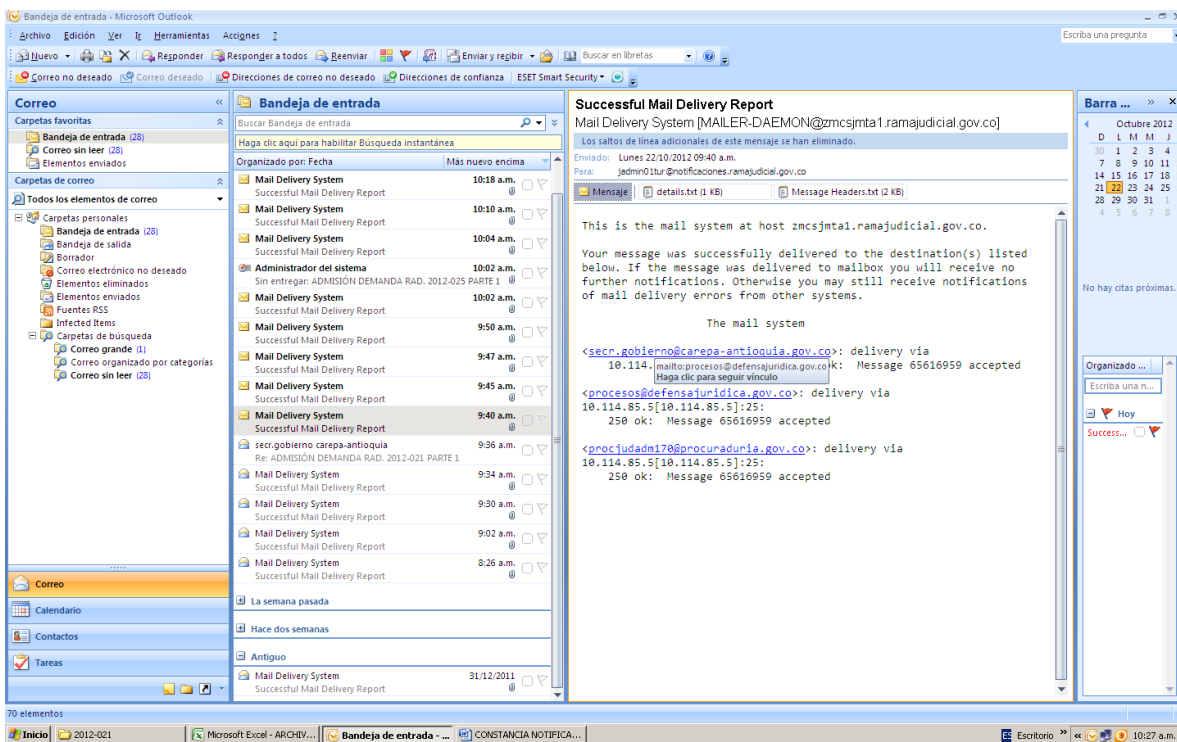 Bandeja de entrada - Microsoft Outlook
Archivo Edición Ver Ir Herramientas Acciones ?
Escriba una pregunta
Nuevo Responder Responder a todos Reenviar Enviar y recibir Buscar en libretas
Correo no deseado Correo deseado Direcciones de correo no deseado Direcciones de confianza ESET Smart Security
Correo «
Carpetas favoritas
Bandeja de entrada (28)
Correo sin leer (28)
Elementos enviados
Carpetas de correo
Todos los elementos de correo
Carpetas personales
Bandeja de entrada (28)
Bandeja de salida
Borrador
Correo electrónico no deseado
Elementos eliminados
Elementos enviados
Fuentes RSS
Infected Items
Carpetas de búsqueda
Correo grande (1)
Correo organizado por categorías
Correo sin leer (28)
Correo
Calendario
Contactos
Tareas
Bandeja de entrada
Buscar Bandeja de entrada
Haga clic aquí para habilitar Búsqueda instantánea
Organizado por: Fecha Más nuevo encima
Mail Delivery System 10:18 a.m.
Successful Mail Delivery Report
Mail Delivery System 10:10 a.m.
Successful Mail Delivery Report
Mail Delivery System 10:04 a.m.
Successful Mail Delivery Report
Administrador del sistema 10:02 a.m.
Sin entregar: ADMISIÓN DEMANDA RAD. 2012-025 PARTE 1
Mail Delivery System 10:02 a.m.
Successful Mail Delivery Report
Mail Delivery System 9:50 a.m.
Successful Mail Delivery Report
Mail Delivery System 9:47 a.m.
Successful Mail Delivery Report
Mail Delivery System 9:45 a.m.
Successful Mail Delivery Report
Mail Delivery System 9:40 a.m.
Successful Mail Delivery Report
secr.gobierno carepa-antioquia 9:36 a.m.
Re: ADMISIÓN DEMANDA RAD. 2012-021 PARTE 1
Mail Delivery System 9:34 a.m.
Successful Mail Delivery Report
Mail Delivery System 9:30 a.m.
Successful Mail Delivery Report
Mail Delivery System 9:02 a.m.
Successful Mail Delivery Report
Mail Delivery System 8:26 a.m.
Successful Mail Delivery Report
La semana pasada
Hace dos semanas
Antiguo
Mail Delivery System 31/12/2011
Successful Mail Delivery Report
Successful Mail Delivery Report
Mail Delivery System [MAILER-DAEMON@zmcsjmta1.ramajudicial.gov.co]
Los saltos de línea adicionales de este mensaje se han eliminado.
Enviado: Lunes 22/10/2012 09:40 a.m.
Para: jadmin01tur@notificaciones.ramajudicial.gov.co
Mensaje details.txt (1 KB) Message Headers.txt (2 KB)
This is the mail system at host zmcsjmta1.ramajudicial.gov.co.
Your message was successfully delivered to the destination(s) listed
below. If the message was delivered to mailbox you will receive no
further notifications. Otherwise you may still receive notifications
of mail delivery errors from other systems.
The mail system
<secr.gobierno@carepa-antioquia.gov.co>: delivery via
10.114. k: Message 65616959 accepted
mailto:procesos@defensajuridica.gov.co
Haga clic para seguir vínculo
<procesos@defensajuridica.gov.co>: delivery via
10.114.85.5[10.114.85.5]:25:
250 ok: Message 65616959 accepted
<procjudadm170@procuraduria.gov.co>: delivery via
10.114.85.5[10.114.85.5]:25:
250 ok: Message 65616959 accepted
Barra ... »
Octubre 2012
D L M M J
30 1 2 3 4
7 8 9 10 11
14 15 16 17 18
21 22 23 24 25
28 29 30 31 1
4 5 6 7 8
No hay citas próximas.
Organizado ...
Escriba una n...
Hoy
Success...
70 elementos
Inicio 2012-021 Microsoft Excel - ARCHIV... Bandeja de entrada - ... CONSTANCIA NOTIFICA... ES Escritorio » « 10:27 a.m.